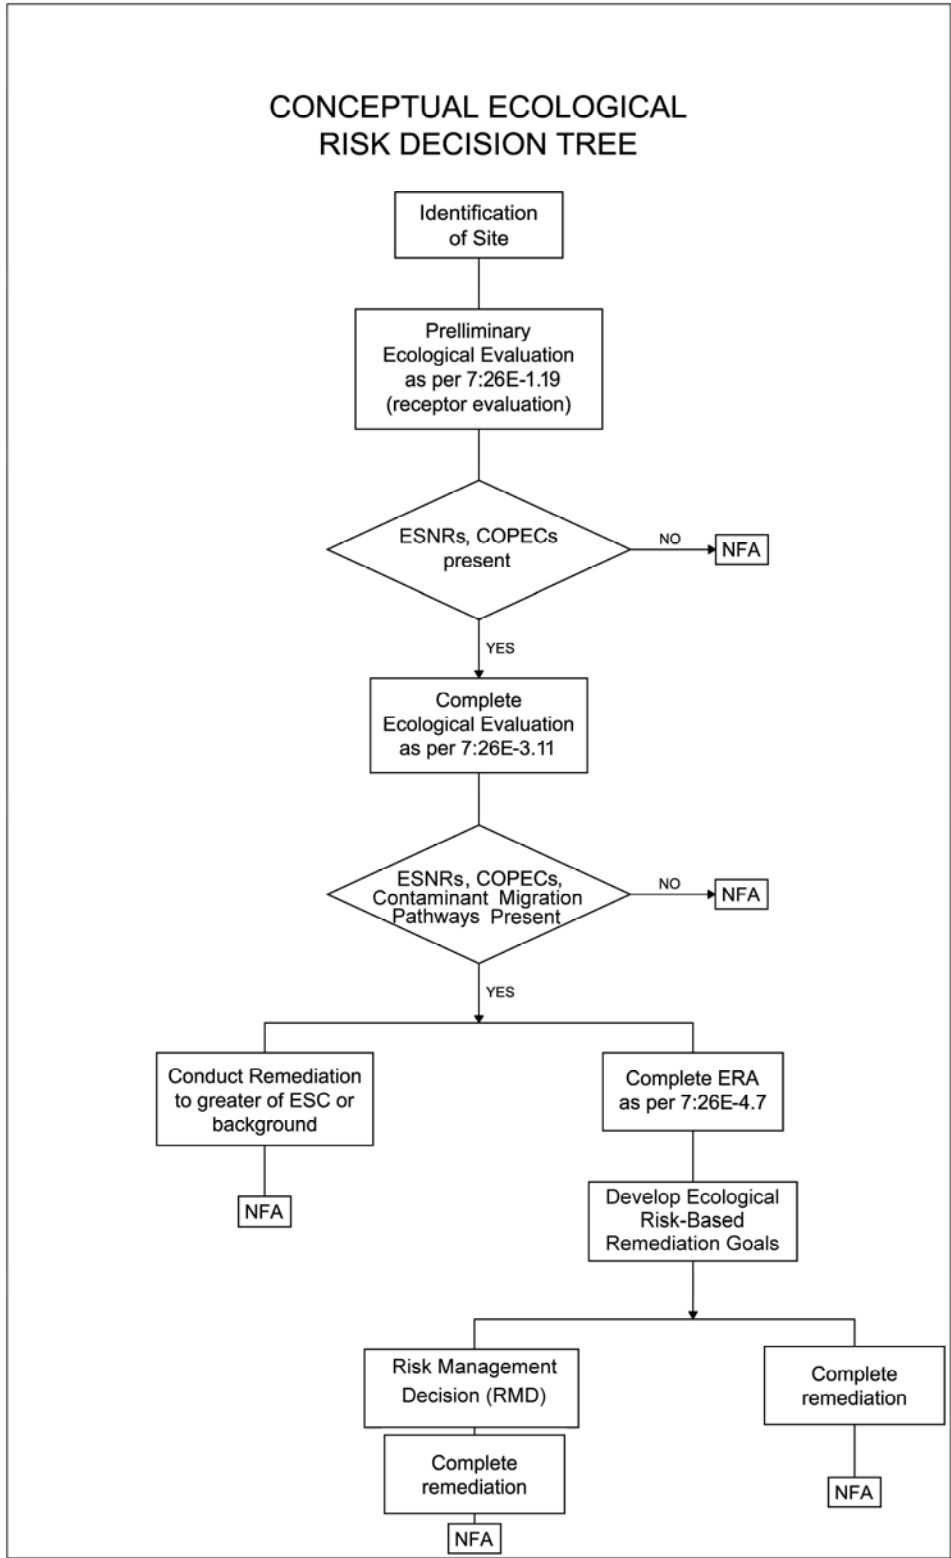 CONCEPTUAL ECOLOGICAL
RISK DECISION TREE
Identification
of Site
Prelliminary
Ecological Evaluation
as per 7:26E-1.19
(receptor evaluation)
ESNRs, COPECs
present
NO
NFA
YES
Complete
Ecological Evaluation
as per 7:26E-3.11
ESNRs, COPECs,
Contaminant Migration
Pathways Present
NO
NFA
YES
Conduct Remediation
to greater of ESC or
background
NFA
Complete ERA
as per 7:26E-4.7
Develop Ecological
Risk-Based
Remediation Goals
Risk Management
Decision (RMD)
Complete
remediation
NFA
Complete
remediation
NFA